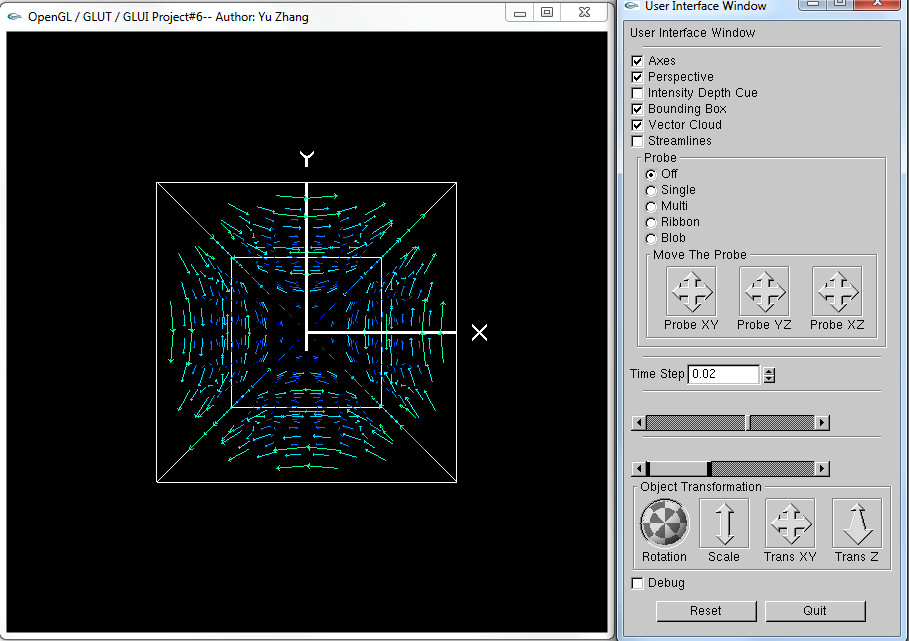 OpenGL / GLUT / GLUI Project#6-- Author: Yu Zhang
Y
X
User Interface Window
User Interface Window
Axes
Perspective
Intensity Depth Cue
Bounding Box
Vector Cloud
Streamlines
Probe
Off
Single
Multi
Ribbon
Blob
Move The Probe
Probe XY Probe YZ Probe XZ
Time Step 0.02
Object Transformation
Rotation Scale Trans XY Trans Z
Debug
Reset Quit